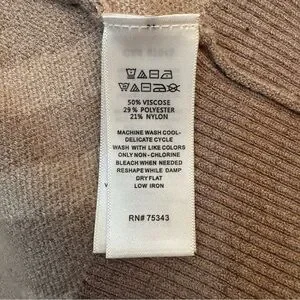 50% VISCOSE
29% POLYESTER
21% NYLON
MACHINE WASH COOL-
DELICATE CYCLE
WASH WITH LIKE COLORS
ONLY NON-CHLORINE
BLEACH WHEN NEEDED
RESHAPE WHILE DAMP
DRY FLAT
LOW IRON
RN# 75343